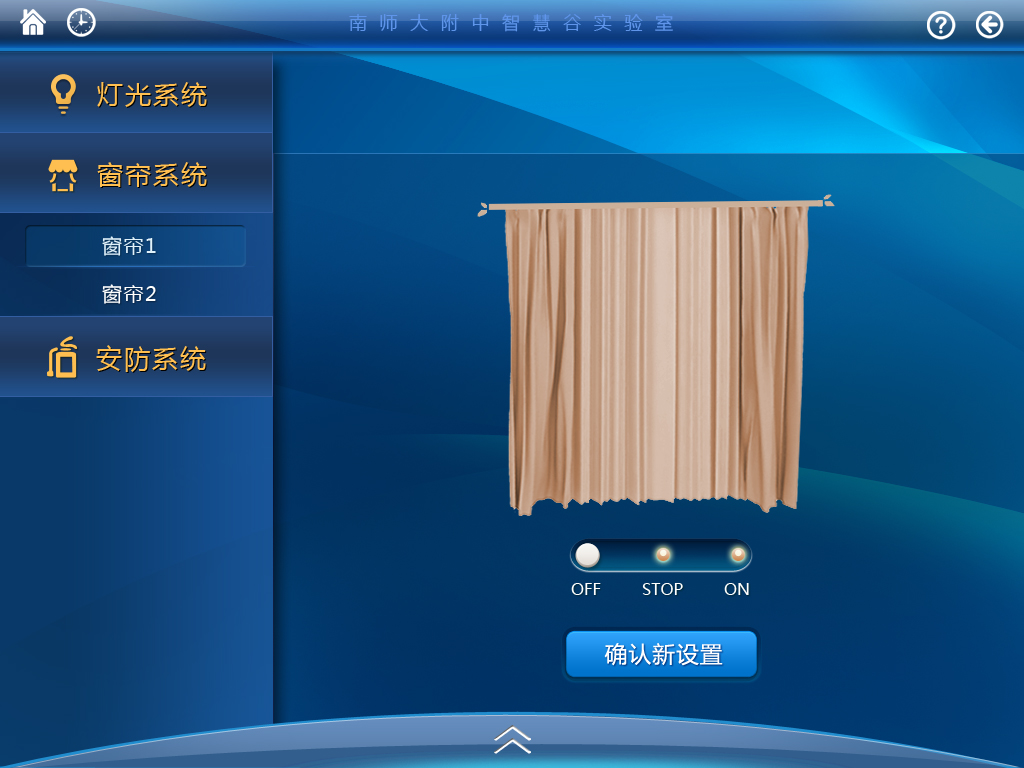 南师大附中智慧谷实验室
灯光系统
窗帘系统
窗帘1
窗帘2
安防系统
OFF STOP ON
确认新设置